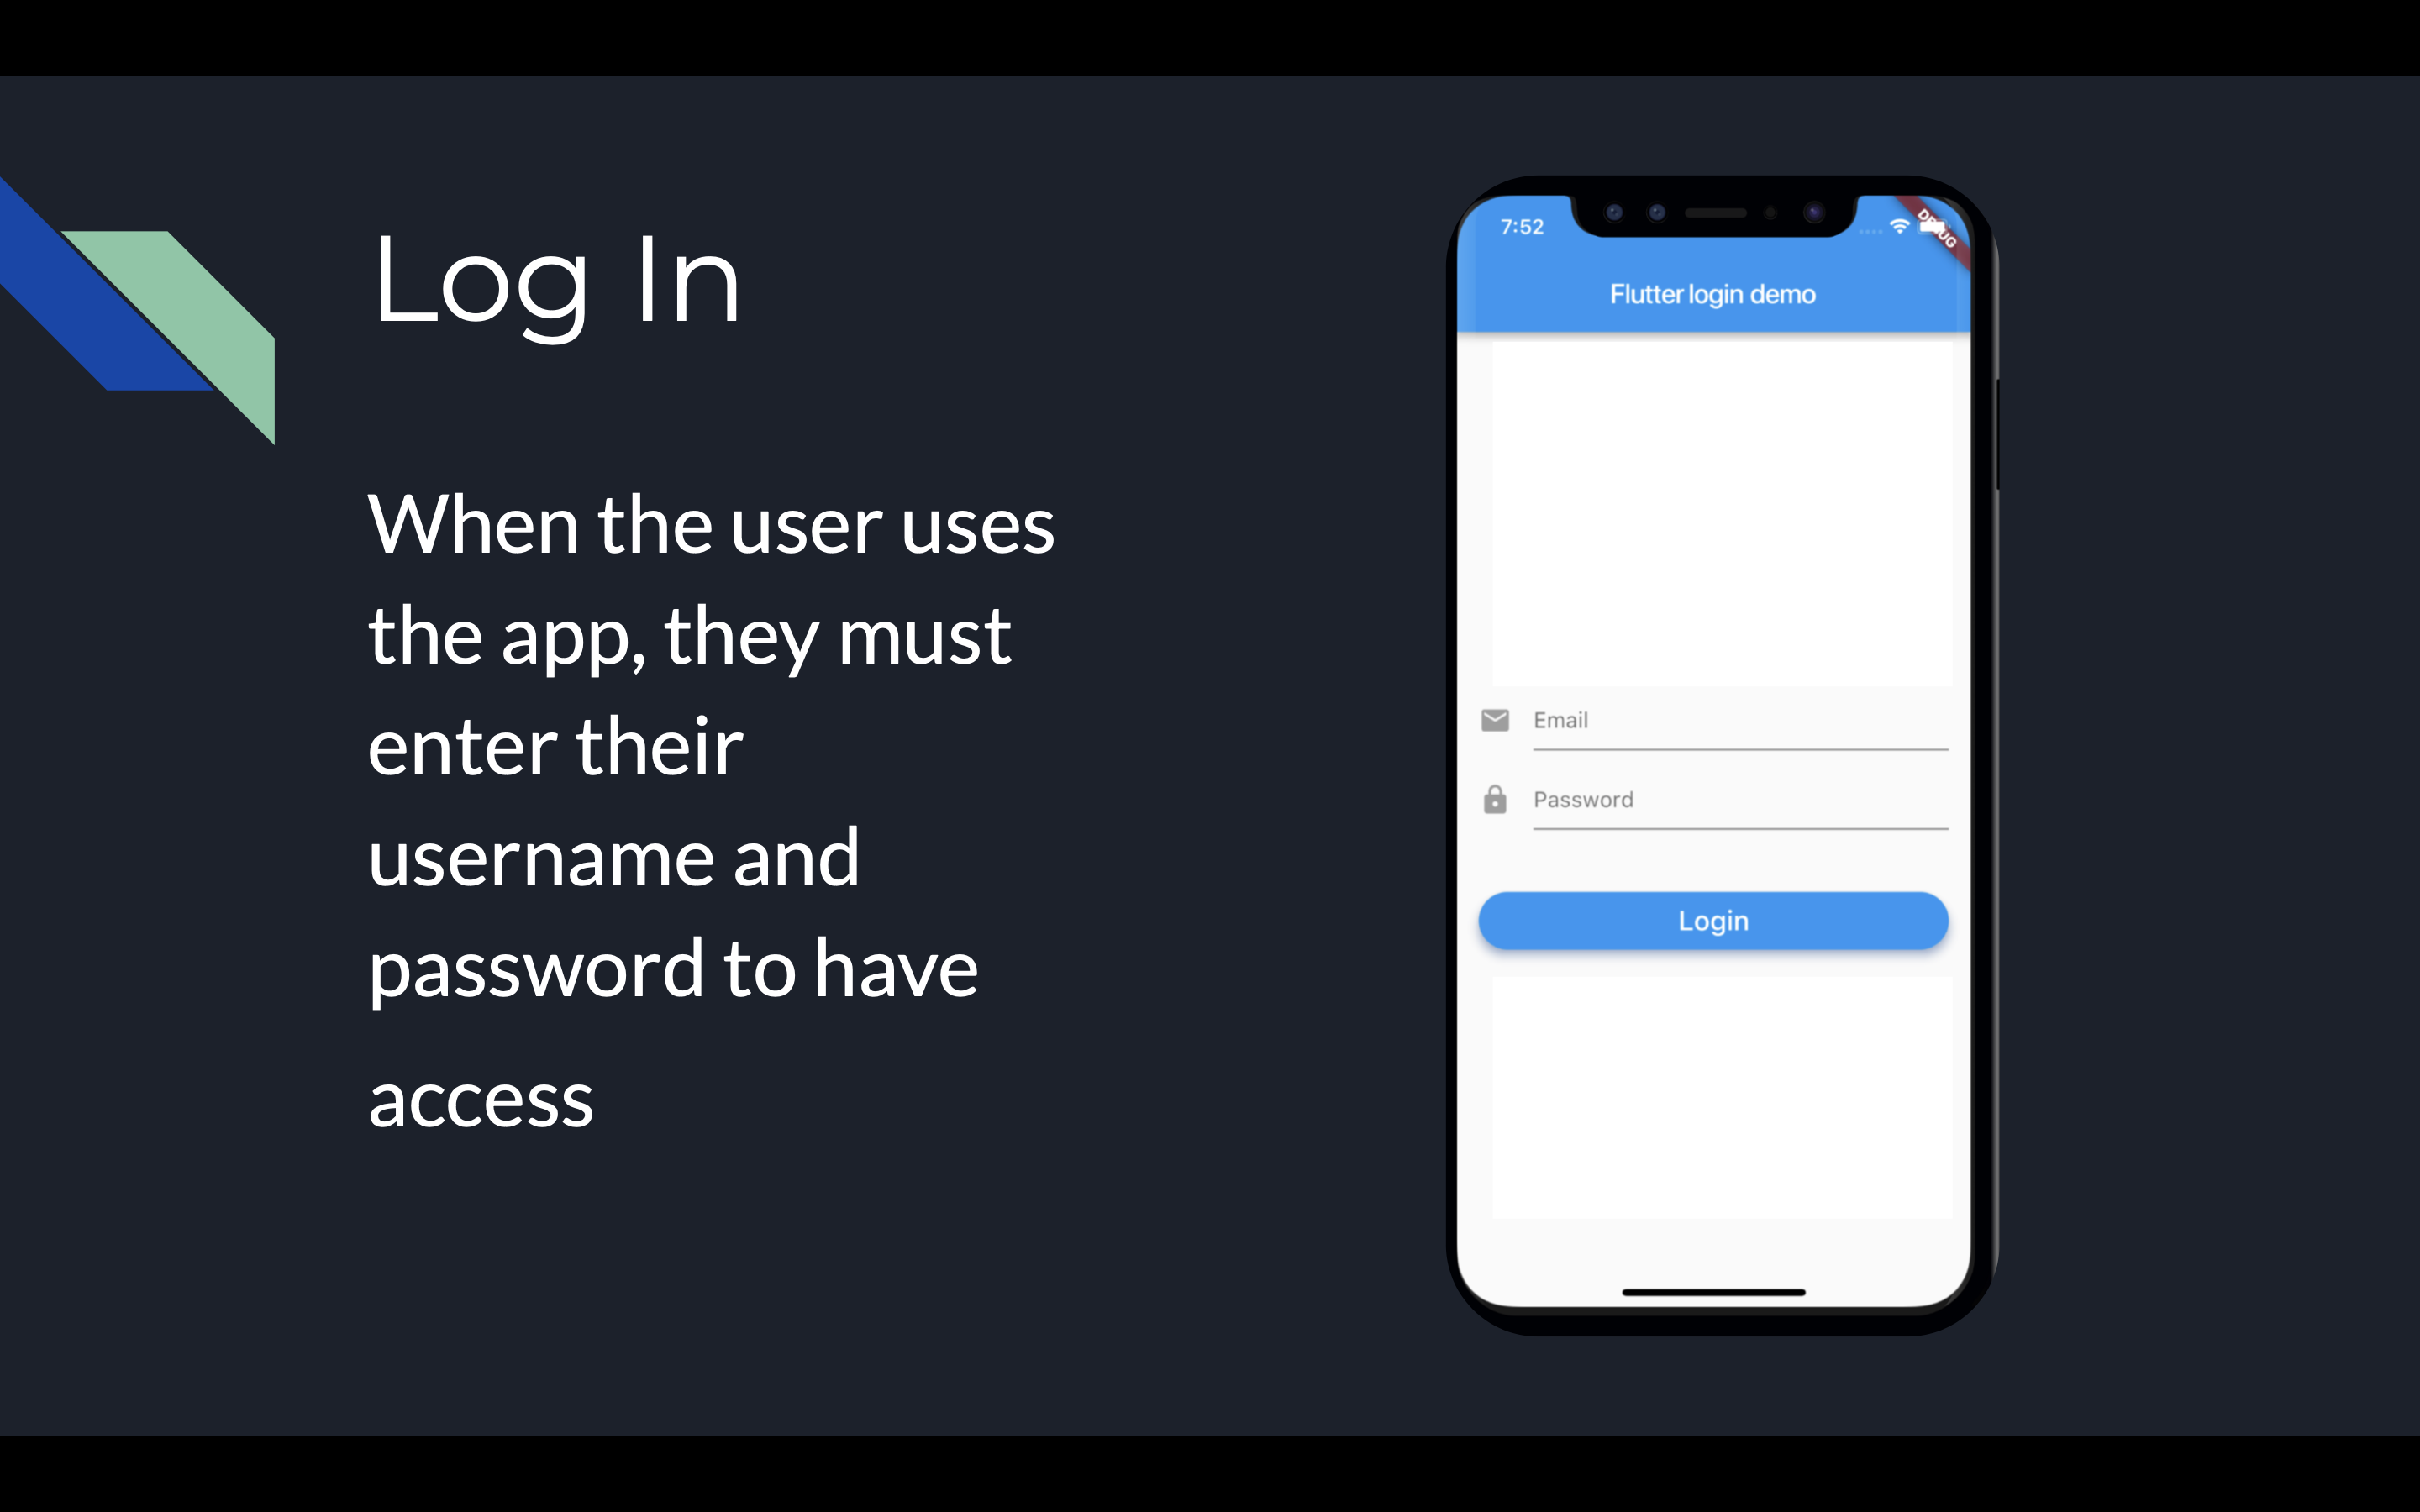 Log In
When the user uses
the app, they must
enter their
username and
password to have
access
7:52
DEBUG
Flutter login demo
Email
Password
Login